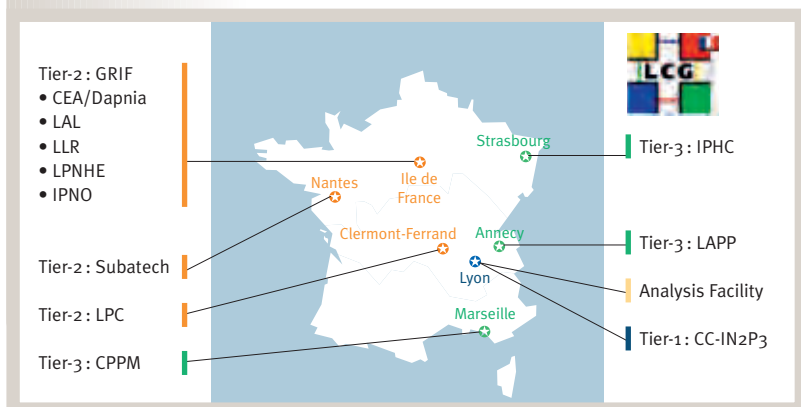 Tier-2 : GRIF
• CEA/Dapnia
• LAL
• LLR
• LPNHE
• IPNO
Tier-2 : Subatech
Tier-2 : LPC
Tier-3 : CPPM
Strasbourg
Nantes
Ile de
France
Clermont-Ferrand
Annecy
Lyon
Marseille
LCG
Tier-3 : IPHC
Tier-3 : LAPP
Analysis Facility
Tier-1 : CC-IN2P3